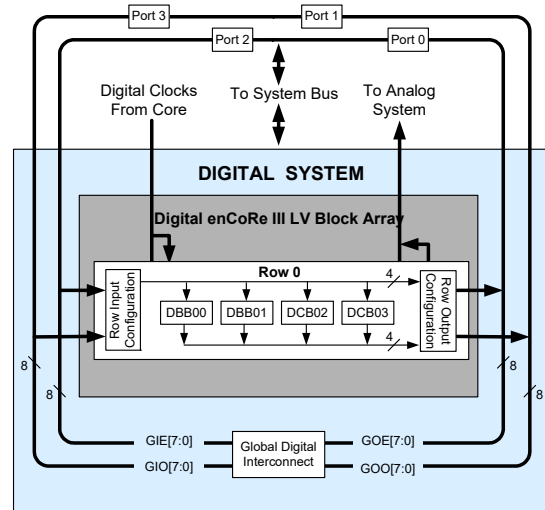 Port 3
Port 1
Port 2
Port 0
Digital Clocks
From Core
To System Bus
To Analog
System
DIGITAL SYSTEM
Digital enCoRe III LV Block Array
Row 0
4
Row Input
Configuration
DBB00
DBB01
DCB02
DCB03
Row Output
Configuration
4
8
8
8
8
GIE[7:0]
GIO[7:0]
Global Digital
Interconnect
GOE[7:0]
GOO[7:0]